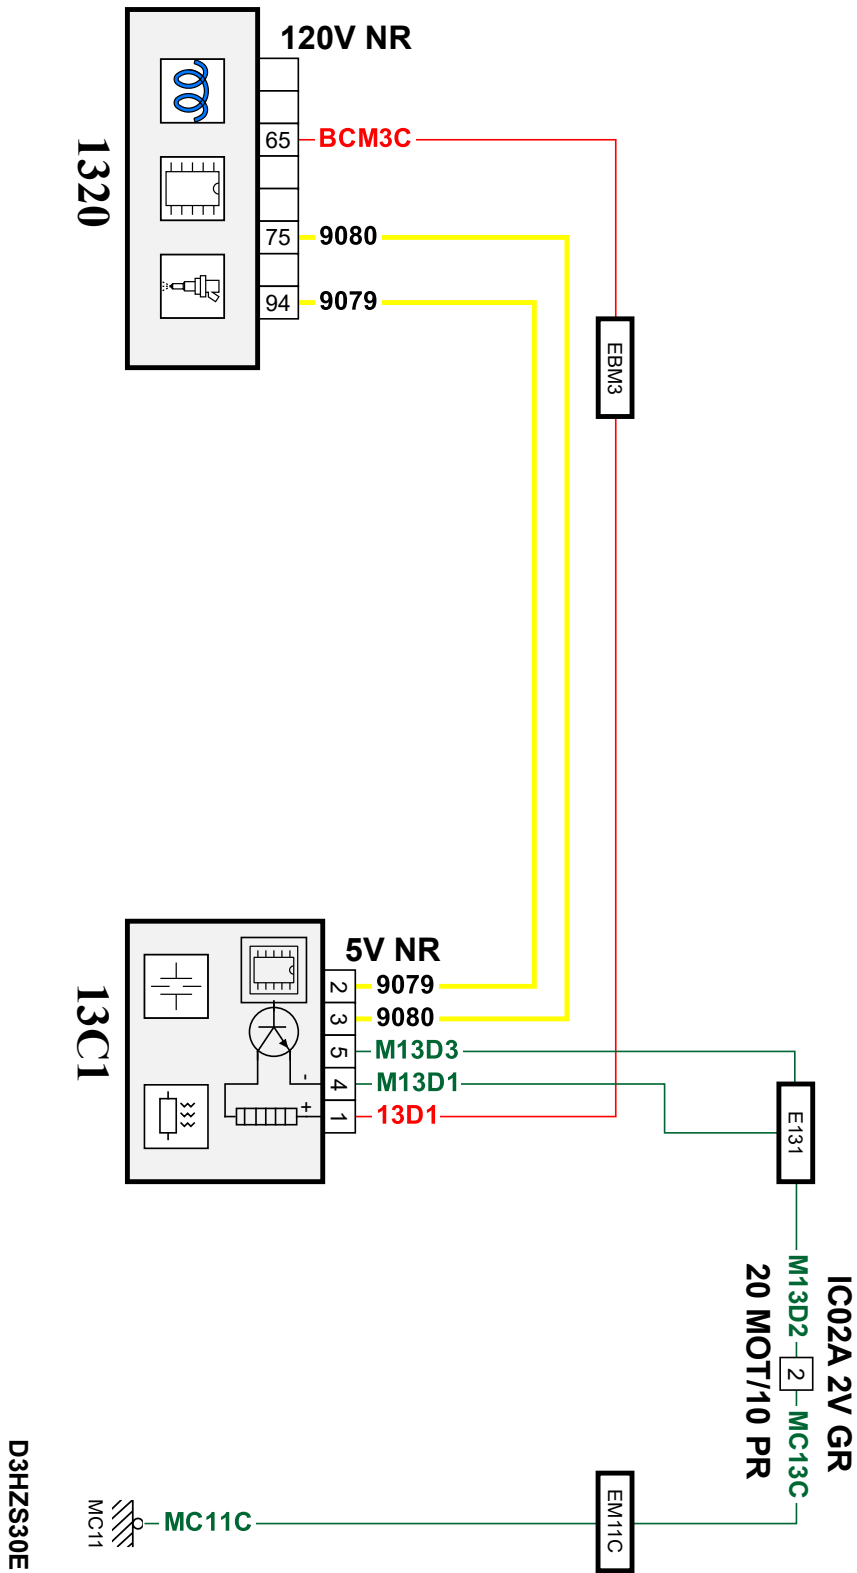 120V NR
65
BCM3C
1320
75
9080
94
9079
EBM3
13C1
5V NR
2
9079
3
9080
5
M13D3
4
M13D1
-
1
13D1
+
E131
M13D2
2
MC13C
IC02A 2V GR
20 MOT/10 PR
EM11C
MC11C
MC11
D3HZS30E